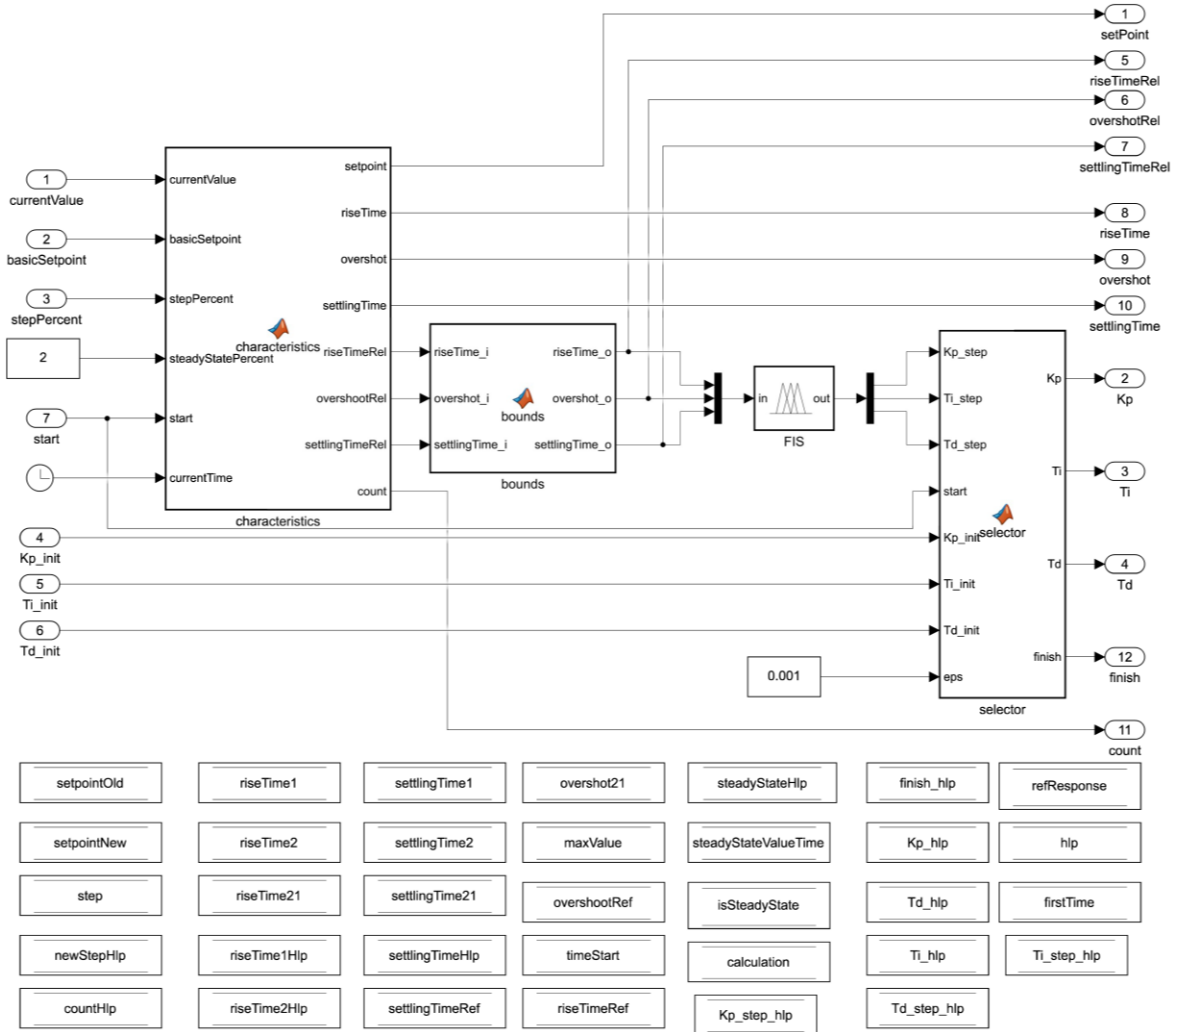 1
setPoint
5
riseTimeRel
6
overshotRel
7
settlingTimeRel
8
riseTime
9
overshot
10
settlingTime
1
currentValue
2
basicSetpoint
3
stepPercent
2
7
start
4
Kp_init
5
Ti_init
6
Td_init
currentValue
basicSetpoint
stepPercent
steadyStatePercent
start
currentTime
characteristics
setpoint
riseTime
overshot
settlingTime
riseTimeRel
overshootRel
settlingTimeRel
count
characteristics
riseTime_i
overshot_i
settlingTime_i
bounds
riseTime_o
overshot_o
settlingTime_o
bounds
in
out
FIS
Kp_step
Ti_step
Td_step
start
Kp_init
Ti_init
Td_init
eps
selector
Kp
Ti
Td
finish
selector
0.001
2
Kp
3
Ti
4
Td
12
finish
11
count
setpointOld
riseTime1
settlingTime1
overshot21
steadyStateHlp
finish_hlp
refResponse
setpointNew
riseTime2
settlingTime2
maxValue
steadyStateValueTime
Kp_hlp
hlp
step
riseTime21
settlingTime21
overshootRef
isSteadyState
Td_hlp
firstTime
newStepHlp
riseTime1Hlp
settlingTimeHlp
timeStart
calculation
Ti_hlp
Ti_step_hlp
countHlp
riseTime2Hlp
settlingTimeRef
riseTimeRef
Kp_step_hlp
Td_step_hlp